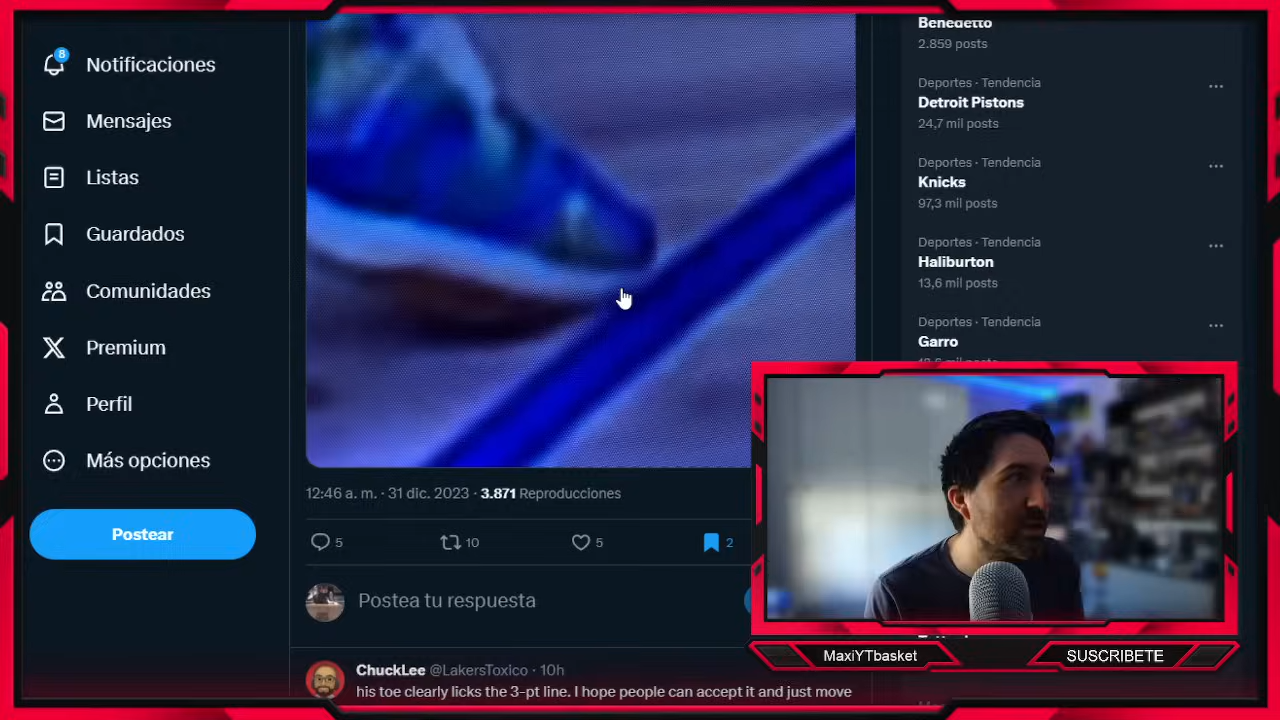 8
Notificaciones
Mensajes
Listas
Guardados
Comunidades
Premium
Perfil
Más opciones
Postear
12:46 a. m. · 31 dic. 2023 · 3.871 Reproducciones
5
10
5
2
Postea tu respuesta
ChuckLee @LakersToxico · 10h
his toe clearly licks the 3-pt line. I hope people can accept it and just move
Benedetto
2.859 posts
Deportes · Tendencia
Detroit Pistons
24,7 mil posts
Deportes · Tendencia
Knicks
97,3 mil posts
Deportes · Tendencia
Haliburton
13,6 mil posts
Deportes · Tendencia
Garro
MaxiYTbasket
SUSCRIBETE